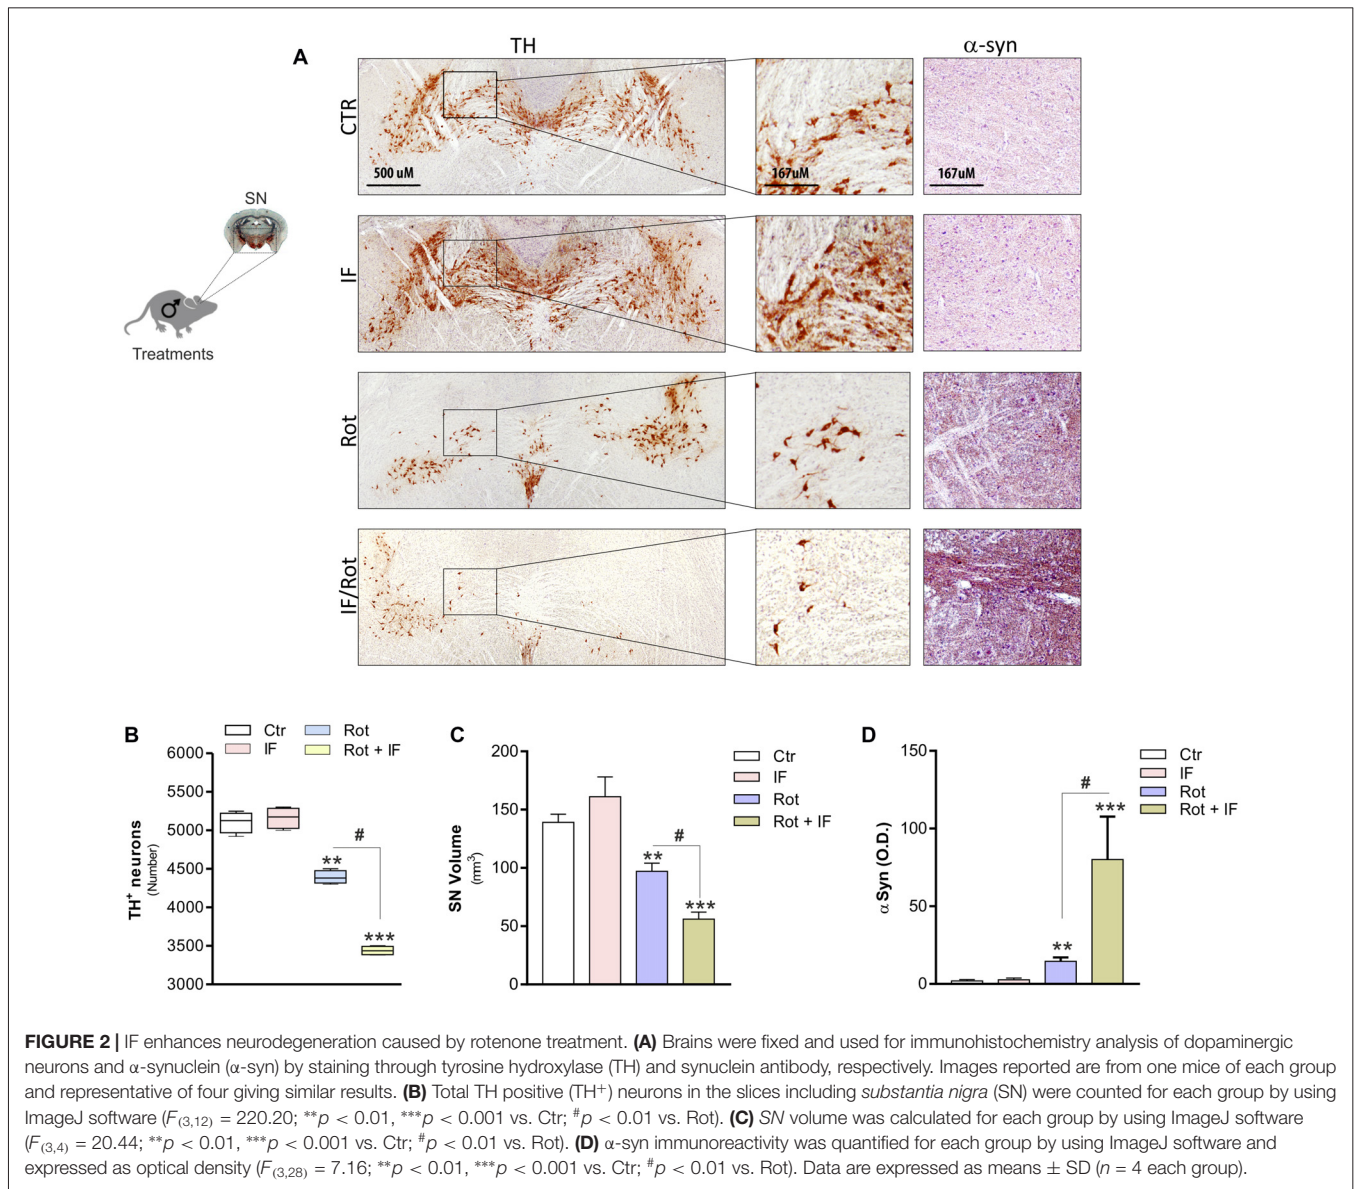 A
TH
α-syn
CTR
500 uM
167uM
167uM
SN
Treatments
IF
Rot
IF/Rot
B
Ctr
Rot
IF
Rot + IF
TH⁺ neurons
(Number)
6000
5500
5000
4500
4000
3500
3000
**
#
***
C
SN Volume
(mm³)
200
150
100
50
0
**
#
***
Ctr
IF
Rot
Rot + IF
D
α Syn (O.D.)
150
100
50
0
**
#
***
Ctr
IF
Rot
Rot + IF
FIGURE 2 | IF enhances neurodegeneration caused by rotenone treatment. (A) Brains were fixed and used for immunohistochemistry analysis of dopaminergic
neurons and α-synuclein (α-syn) by staining through tyrosine hydroxylase (TH) and synuclein antibody, respectively. Images reported are from one mice of each group
and representative of four giving similar results. (B) Total TH positive (TH⁺) neurons in the slices including substantia nigra (SN) were counted for each group by using
ImageJ software (F(3,12) = 220.20; **p < 0.01, ***p < 0.001 vs. Ctr; #p < 0.01 vs. Rot). (C) SN volume was calculated for each group by using ImageJ software
(F(3,4) = 20.44; **p < 0.01, ***p < 0.001 vs. Ctr; #p < 0.01 vs. Rot). (D) α-syn immunoreactivity was quantified for each group by using ImageJ software and
expressed as optical density (F(3,28) = 7.16; **p < 0.01, ***p < 0.001 vs. Ctr; #p < 0.01 vs. Rot). Data are expressed as means ± SD (n = 4 each group).